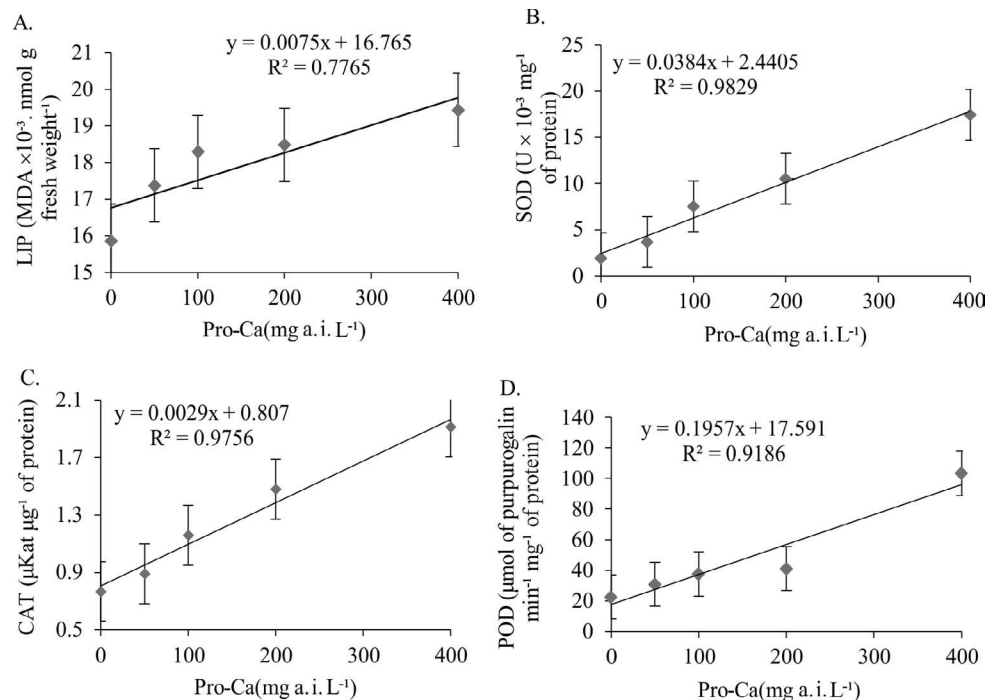 A.
y = 0.0075x + 16.765
R² = 0.7765
LIP (MDA ×10⁻³. nmol g
fresh weight⁻¹)
21
20
19
18
17
16
15
0 100 200 300 400
Pro-Ca(mg a.i. L⁻¹)
B.
y = 0.0384x + 2.4405
R² = 0.9829
SOD (U × 10⁻³ mg⁻¹
of protein)
25
20
15
10
5
0
0 100 200 300 400
Pro-Ca(mg a.i. L⁻¹)
C.
y = 0.0029x + 0.807
R² = 0.9756
CAT (µKat µg⁻¹ of protein)
2.1
1.7
1.3
0.9
0.5
0 100 200 300 400
Pro-Ca(mg a.i. L⁻¹)
D.
y = 0.1957x + 17.591
R² = 0.9186
POD (µmol of purpurogalin
min⁻¹ mg⁻¹ of protein)
140
120
100
80
60
40
20
0
0 100 200 300 400
Pro-Ca(mg a.i. L⁻¹)